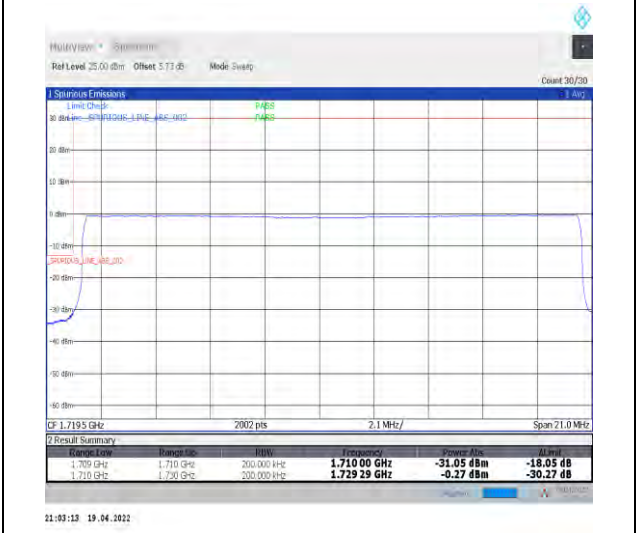 MultiView Spectrum
Ref Level 25.00 dBm Offset 5.73 dB Mode Sweep
Count 30/30
1 Spurious Emissions 1 Avg
Limit Check PASS
Line _SPURIOUS_LINE_ABS_002 PASS
30 dBm
20 dBm
10 dBm
0 dBm
-10 dBm
_SPURIOUS_LINE_ABS_002
-20 dBm
-30 dBm
-40 dBm
-50 dBm
-60 dBm
CF 1.7195 GHz 2002 pts 2.1 MHz/ Span 21.0 MHz
2 Result Summary
Range Low Range Up RBW Frequency Power Abs ΔLimit
1.709 GHz 1.710 GHz 200.000 kHz 1.710 00 GHz -31.05 dBm -18.05 dB
1.710 GHz 1.730 GHz 200.000 kHz 1.729 29 GHz -0.27 dBm -30.27 dB
21:03:13 19.04.2022